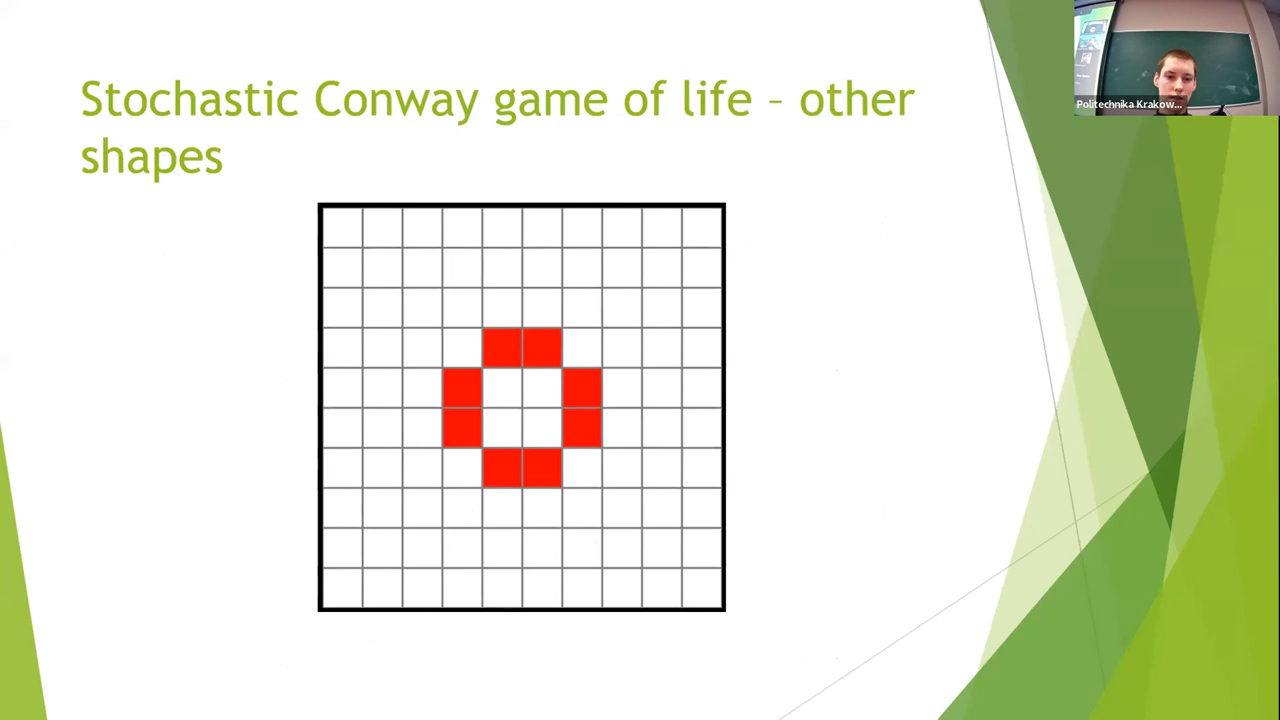 Stochastic Conway game of life – other
shapes
Politechnika Krakow...